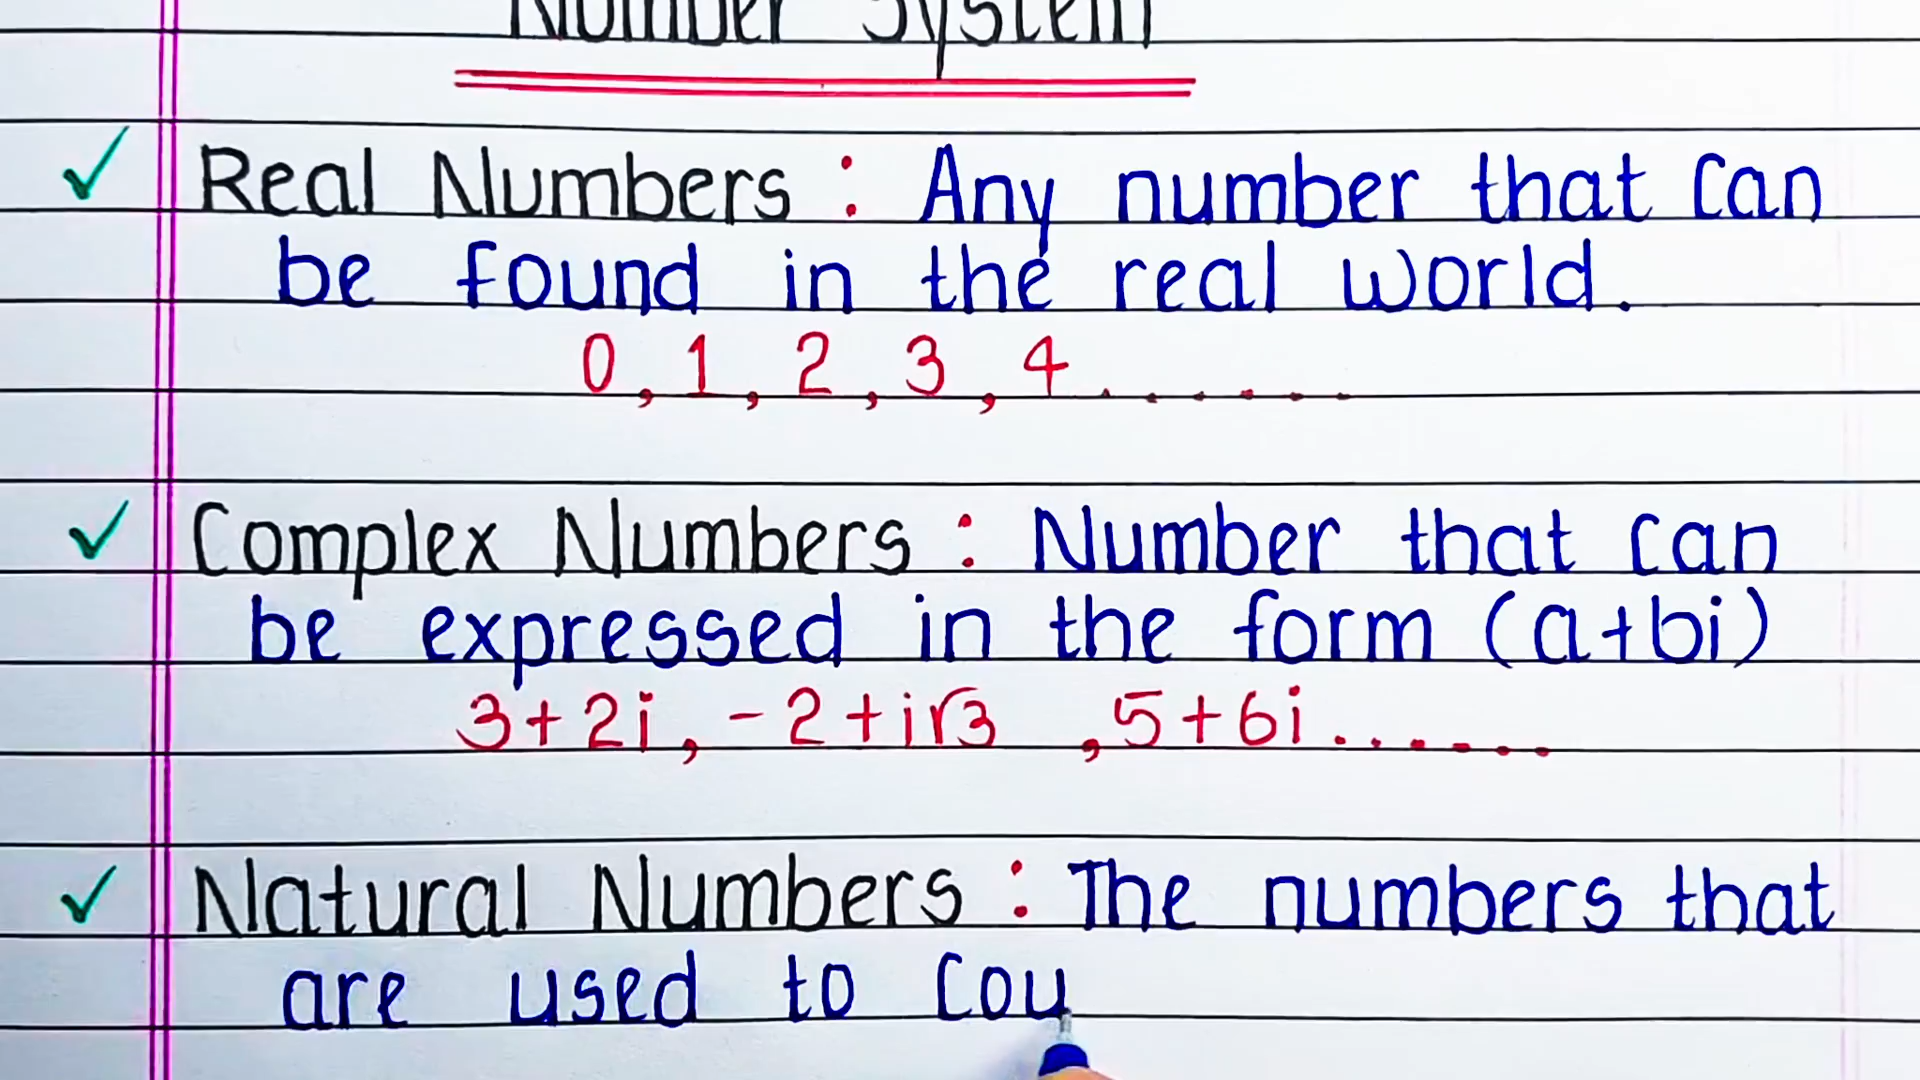 Number System
Real Numbers : Any number that can
be found in the real world.
0, 1, 2, 3, 4.......
Complex Numbers : Number that can
be expressed in the form (a+bi)
3+2i, -2+i√3 ,5+6i......
Natural Numbers : The numbers that
are used to cou